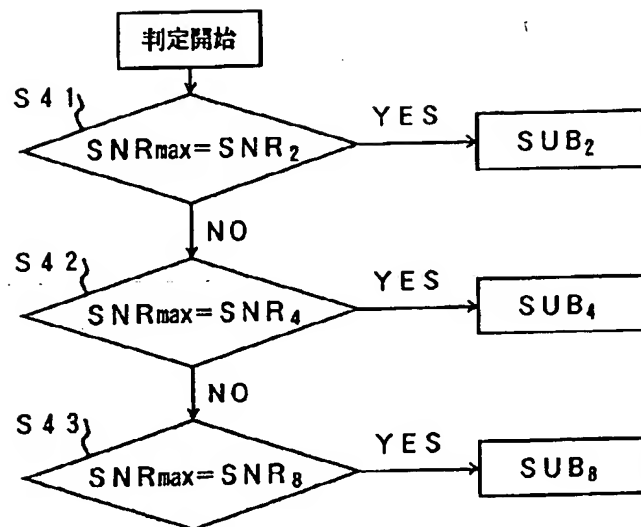 判定開始
S41
SNRmax=SNR₂
YES
SUB₂
NO
S42
SNRmax=SNR₄
YES
SUB₄
NO
S43
SNRmax=SNR₈
YES
SUB₈